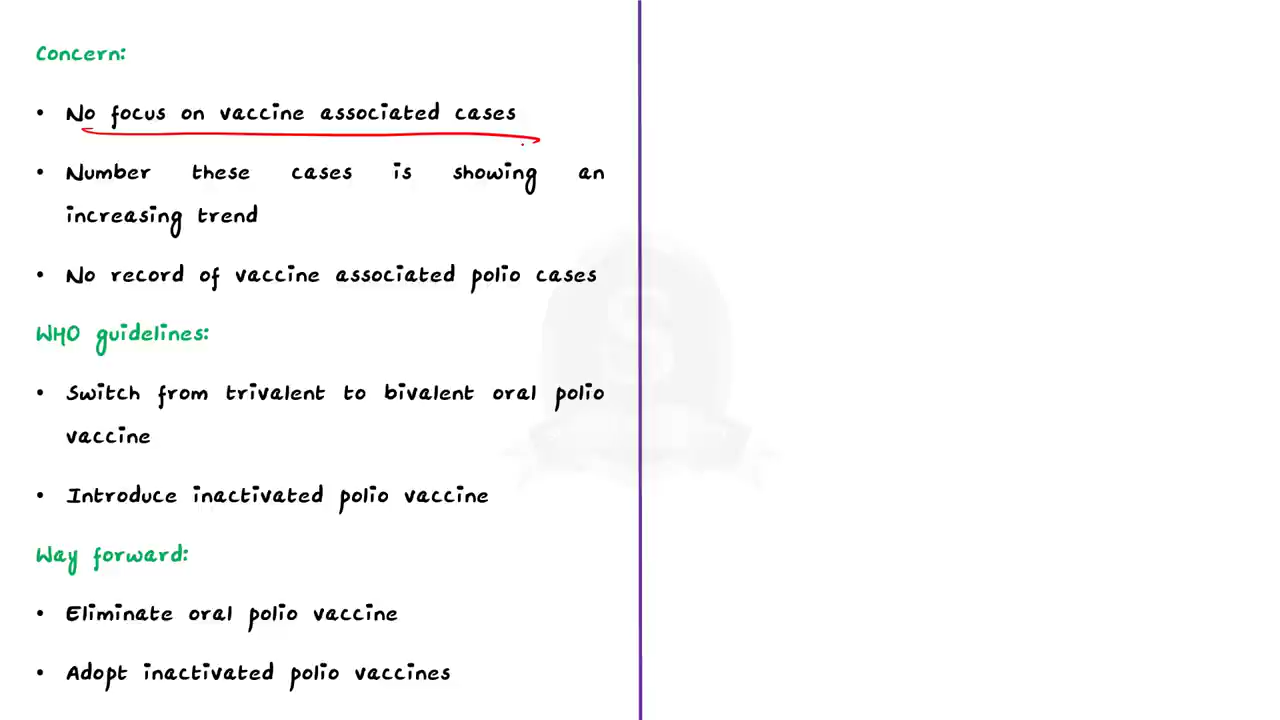 Concern:
• No focus on vaccine associated cases
• Number these cases is showing an
increasing trend
• No record of vaccine associated polio cases
WHO guidelines:
• Switch from trivalent to bivalent oral polio
vaccine
• Introduce inactivated polio vaccine
Way forward:
• Eliminate oral polio vaccine
• Adopt inactivated polio vaccines